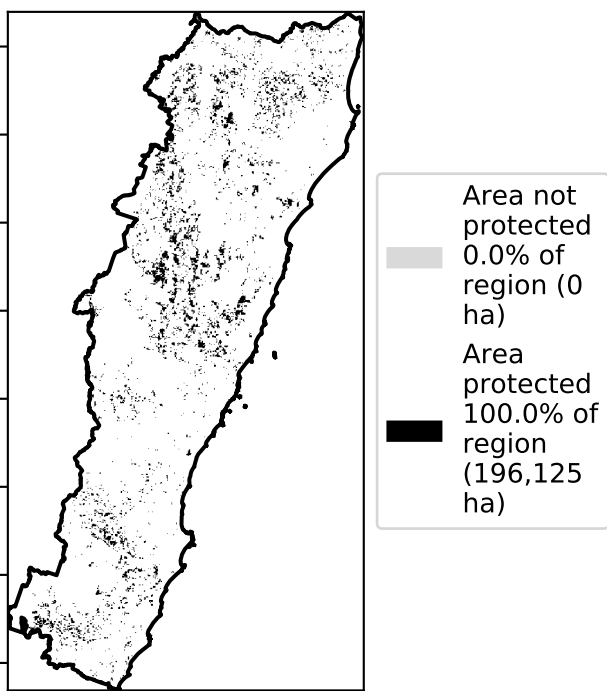 Area not
protected
0.0% of
region (0
ha)
Area
protected
100.0% of
region
(196,125
ha)